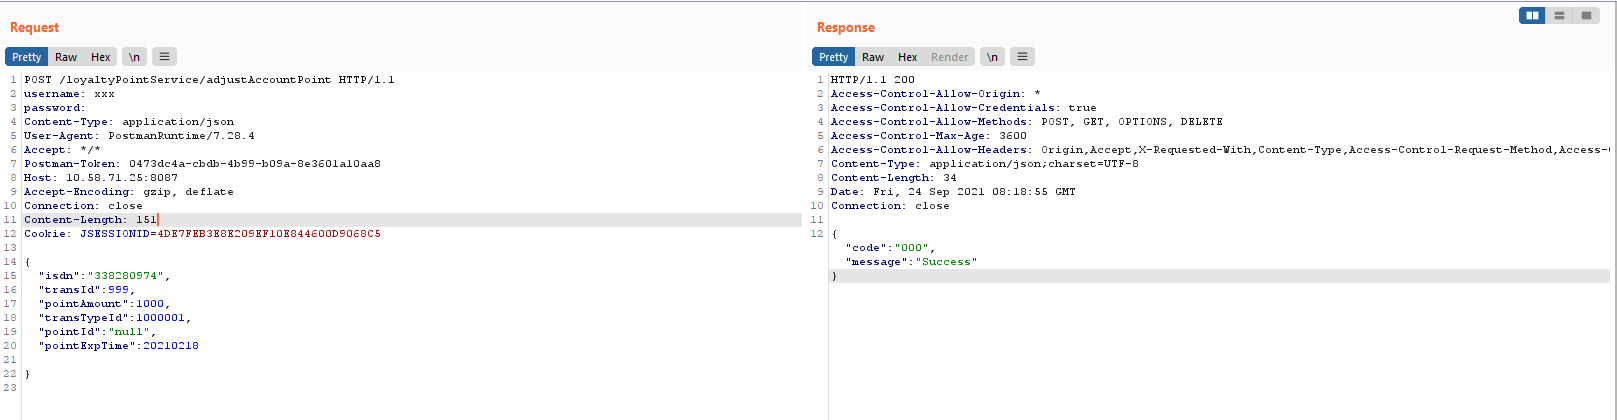 Request
Pretty Raw Hex \n
1 POST /loyaltyPointService/adjustAccountPoint HTTP/1.1
2 username: xxx
3 password:
4 Content-Type: application/json
5 User-Agent: PostmanRuntime/7.28.4
6 Accept: */*
7 Postman-Token: 0473dc4a-cbdb-4b99-b09a-8e3601a10aa8
8 Host: 10.58.71.25:8087
9 Accept-Encoding: gzip, deflate
10 Connection: close
11 Content-Length: 151
12 Cookie: JSESSIONID=4DE7FEB3E8E209EF10E844600D9068C5
13
14 {
15 "isdn":"338280974",
16 "transId":999,
17 "pointAmount":1000,
18 "transTypeId":1000001,
19 "pointId":"null",
20 "pointExpTime":20210218
21
22 }
23
Response
Pretty Raw Hex Render \n
1 HTTP/1.1 200
2 Access-Control-Allow-Origin: *
3 Access-Control-Allow-Credentials: true
4 Access-Control-Allow-Methods: POST, GET, OPTIONS, DELETE
5 Access-Control-Max-Age: 3600
6 Access-Control-Allow-Headers: Origin,Accept,X-Requested-With,Content-Type,Access-Control-Request-Method,Access-
7 Content-Type: application/json;charset=UTF-8
8 Content-Length: 34
9 Date: Fri, 24 Sep 2021 08:18:55 GMT
10 Connection: close
11
12 {
"code":"000",
"message":"Success"
}